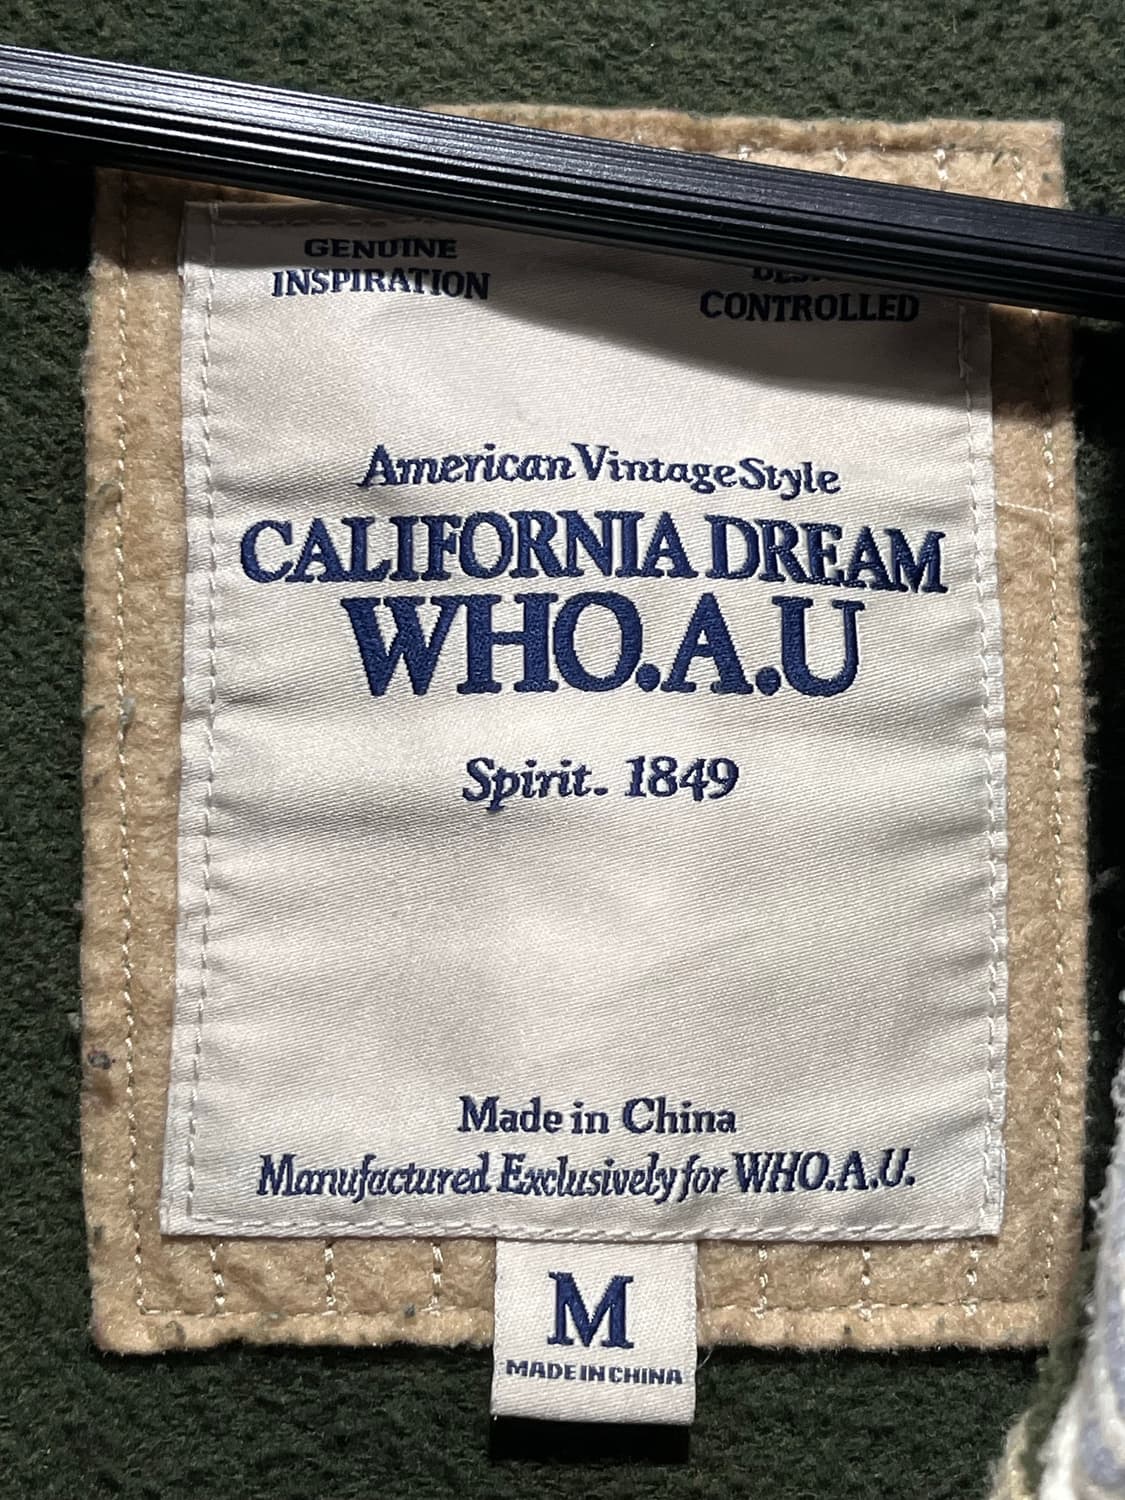 GENUINE
INSPIRATION
CONTROLLED
American Vintage Style
CALIFORNIA DREAM
WHO.A.U
Spirit. 1849
Made in China
Manufactured Exclusively for WHO.A.U.
M
MADE IN CHINA